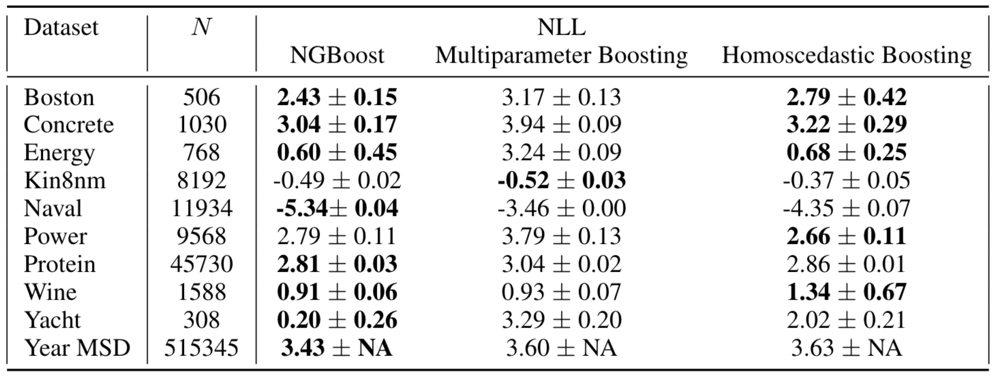 Dataset N NLL
NGBoost Multiparameter Boosting Homoscedastic Boosting
Boston 506 2.43 ± 0.15 3.17 ± 0.13 2.79 ± 0.42
Concrete 1030 3.04 ± 0.17 3.94 ± 0.09 3.22 ± 0.29
Energy 768 0.60 ± 0.45 3.24 ± 0.09 0.68 ± 0.25
Kin8nm 8192 -0.49 ± 0.02 -0.52 ± 0.03 -0.37 ± 0.05
Naval 11934 -5.34± 0.04 -3.46 ± 0.00 -4.35 ± 0.07
Power 9568 2.79 ± 0.11 3.79 ± 0.13 2.66 ± 0.11
Protein 45730 2.81 ± 0.03 3.04 ± 0.02 2.86 ± 0.01
Wine 1588 0.91 ± 0.06 0.93 ± 0.07 1.34 ± 0.67
Yacht 308 0.20 ± 0.26 3.29 ± 0.20 2.02 ± 0.21
Year MSD 515345 3.43 ± NA 3.60 ± NA 3.63 ± NA